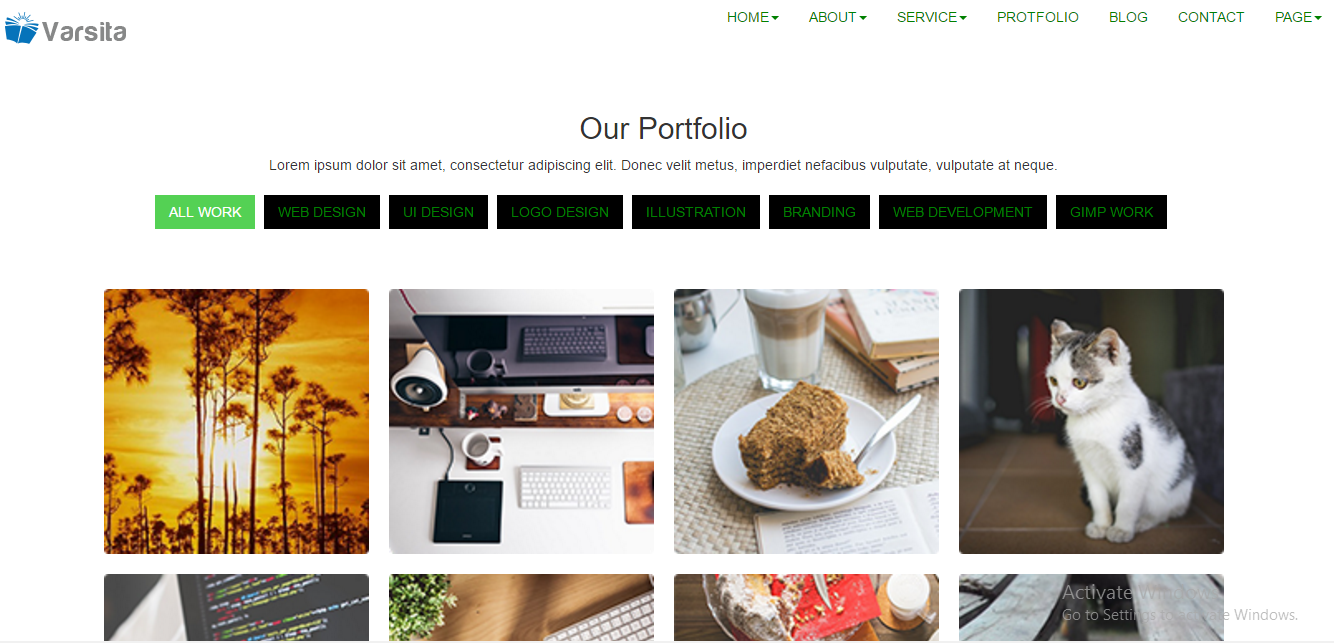 Varsita
HOME ABOUT SERVICE PROTFOLIO BLOG CONTACT PAGE
Our Portfolio
Lorem ipsum dolor sit amet, consectetur adipiscing elit. Donec velit metus, imperdiet nefacibus vulputate, vulputate at neque.
ALL WORK WEB DESIGN UI DESIGN LOGO DESIGN ILLUSTRATION BRANDING WEB DEVELOPMENT GIMP WORK
Activate Windows
Go to Settings to activate Windows.